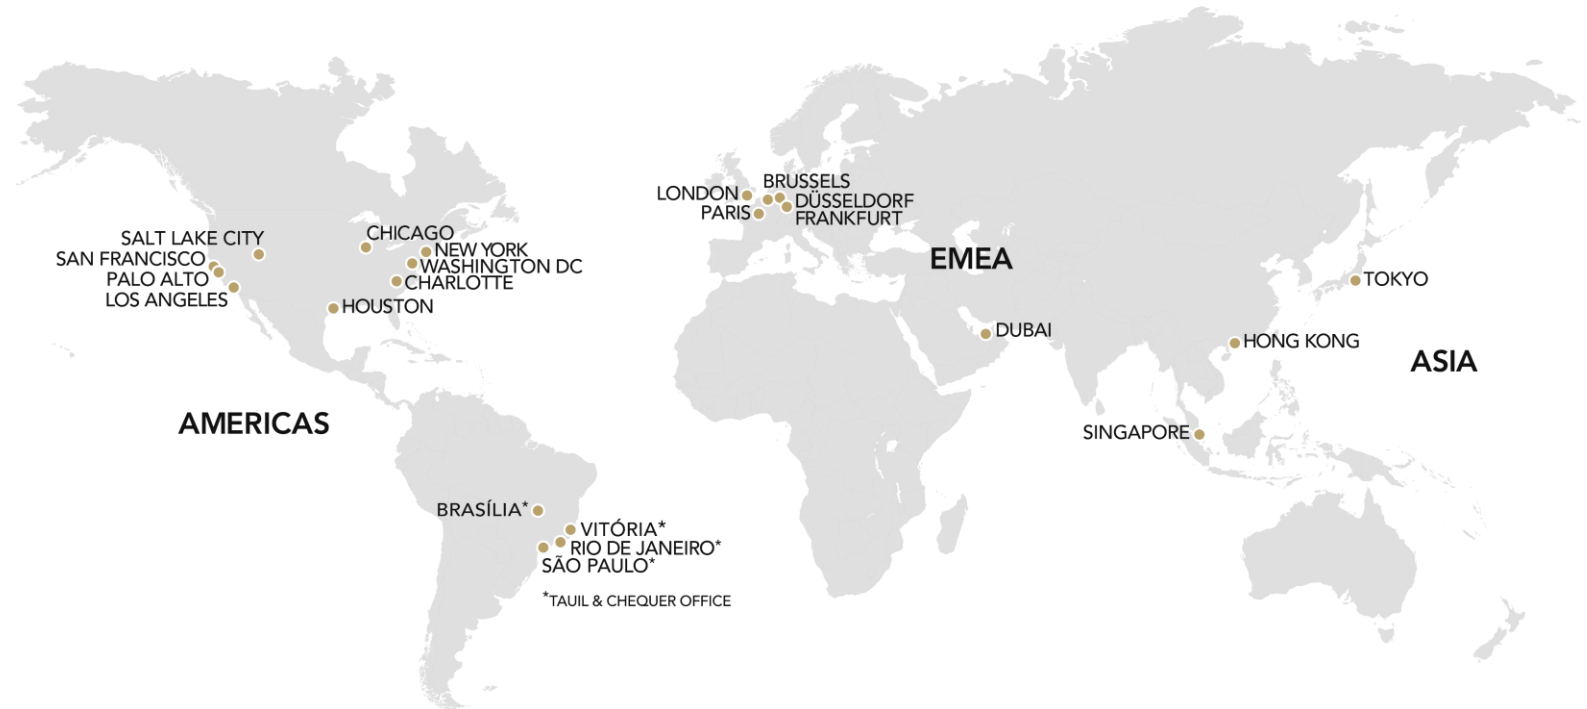 SALT LAKE CITY
SAN FRANCISCO
PALO ALTO
LOS ANGELES
CHICAGO
NEW YORK
WASHINGTON DC
CHARLOTTE
HOUSTON
AMERICAS
BRASÍLIA*
VITÓRIA*
RIO DE JANEIRO*
SÃO PAULO*
*TAUIL & CHEQUER OFFICE
LONDON
PARIS
BRUSSELS
DÜSSELDORF
FRANKFURT
EMEA
DUBAI
TOKYO
HONG KONG
ASIA
SINGAPORE